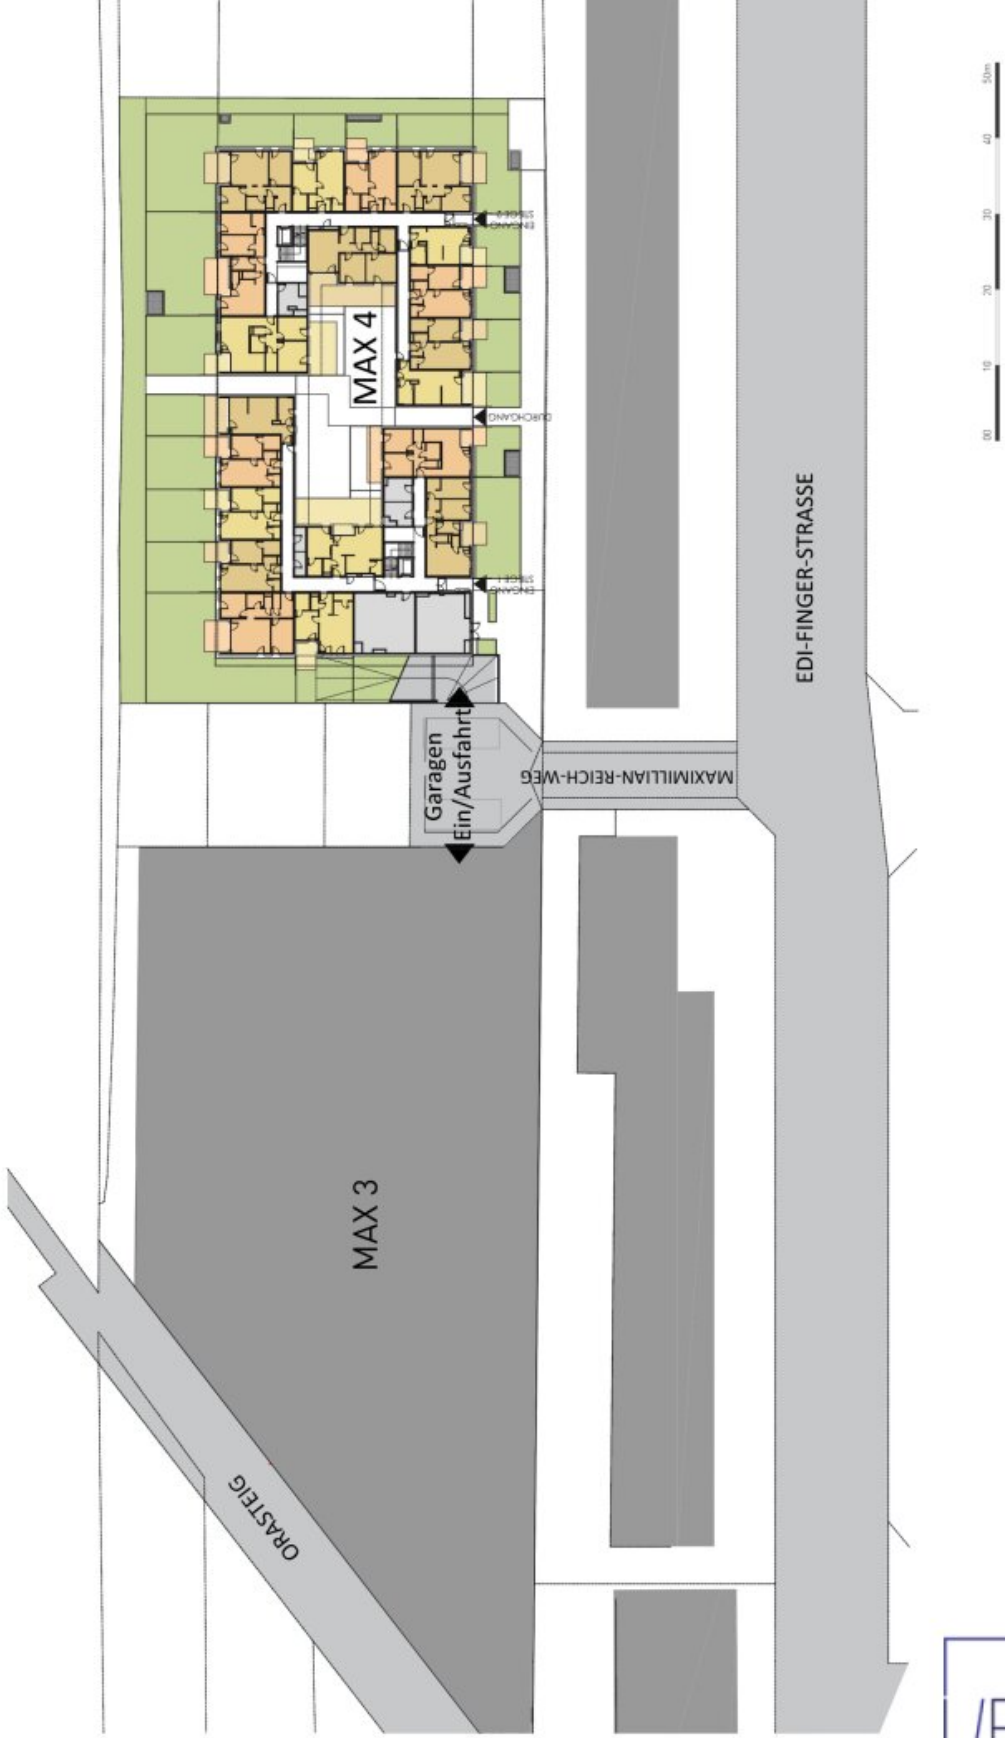 50m
40
30
20
10
00
EINGANG
STIEGE 2
MAX 4
DURCHGANG
EINGANG
STIEGE 1
EDI-FINGER-STRASSE
Garagen
Ein/Ausfahrt
MAXIMILLIAN-REICH-WEG
MAX 3
ORASTEIG